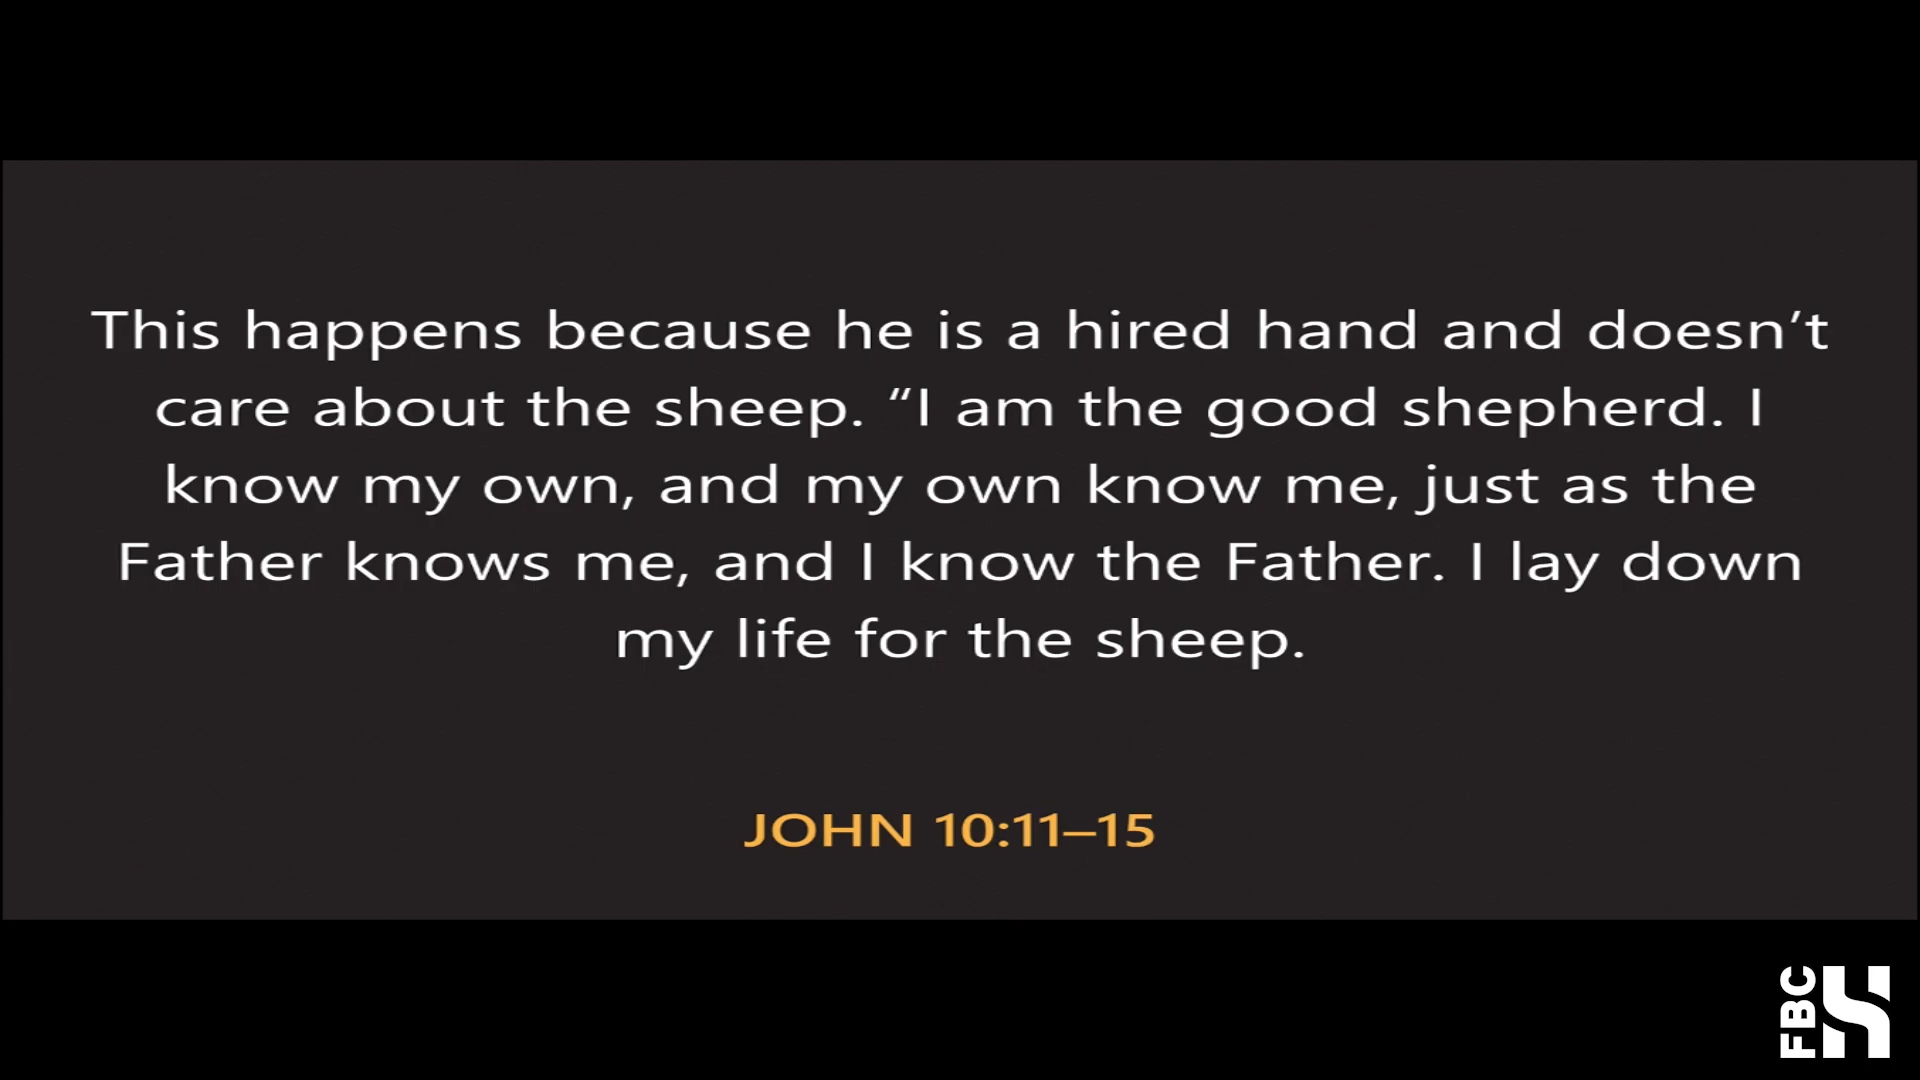 This happens because he is a hired hand and doesn’t
care about the sheep. “I am the good shepherd. I
know my own, and my own know me, just as the
Father knows me, and I know the Father. I lay down
my life for the sheep.
JOHN 10:11–15
FBC